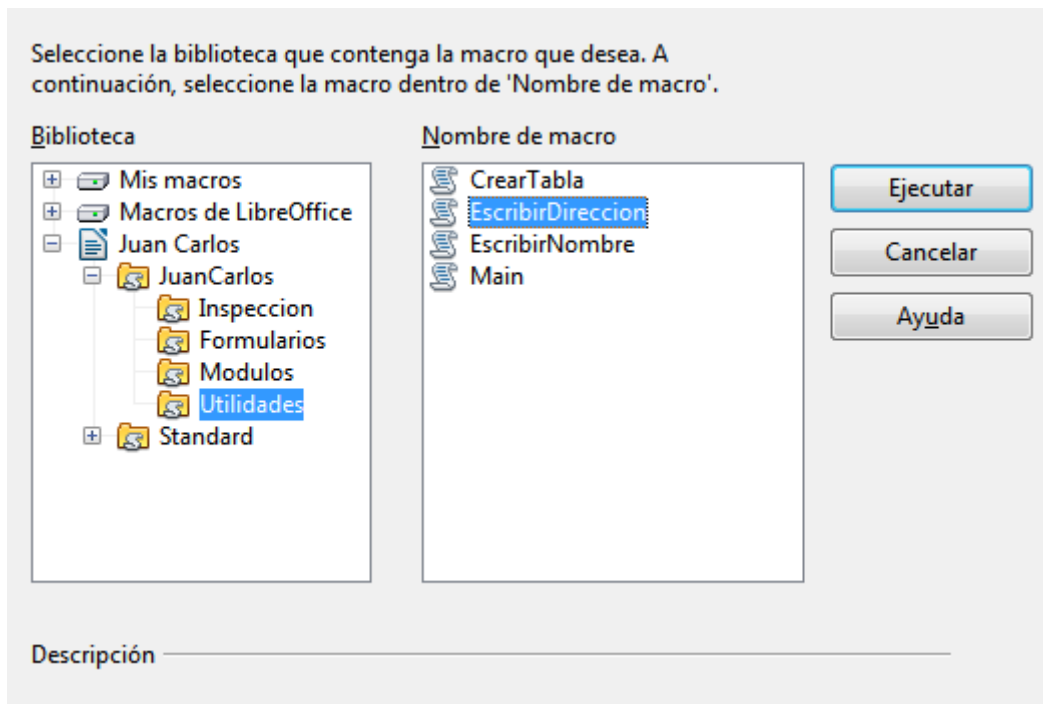 Seleccione la biblioteca que contenga la macro que desea. A
continuación, seleccione la macro dentro de 'Nombre de macro'.
Biblioteca
Mis macros
Macros de LibreOffice
Juan Carlos
JuanCarlos
Inspeccion
Formularios
Modulos
Utilidades
Standard
Nombre de macro
CrearTabla
EscribirDireccion
EscribirNombre
Main
Ejecutar
Cancelar
Ayuda
Descripción